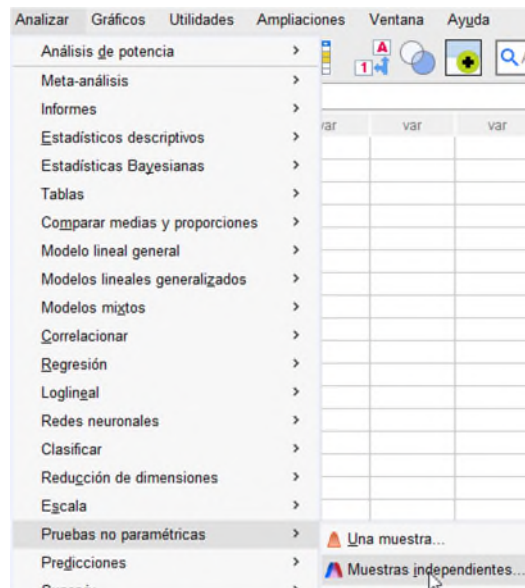 Analizar Gráficos Utilidades Ampliaciones Ventana Ayuda
Análisis de potencia
A
1
Meta-análisis
Informes
var var var
Estadísticos descriptivos
Estadísticas Bayesianas
Tablas
Comparar medias y proporciones
Modelo lineal general
Modelos lineales generalizados
Modelos mixtos
Correlacionar
Regresión
Loglineal
Redes neuronales
Clasificar
Reducción de dimensiones
Escala
Pruebas no paramétricas
Una muestra...
Predicciones
Muestras independientes...